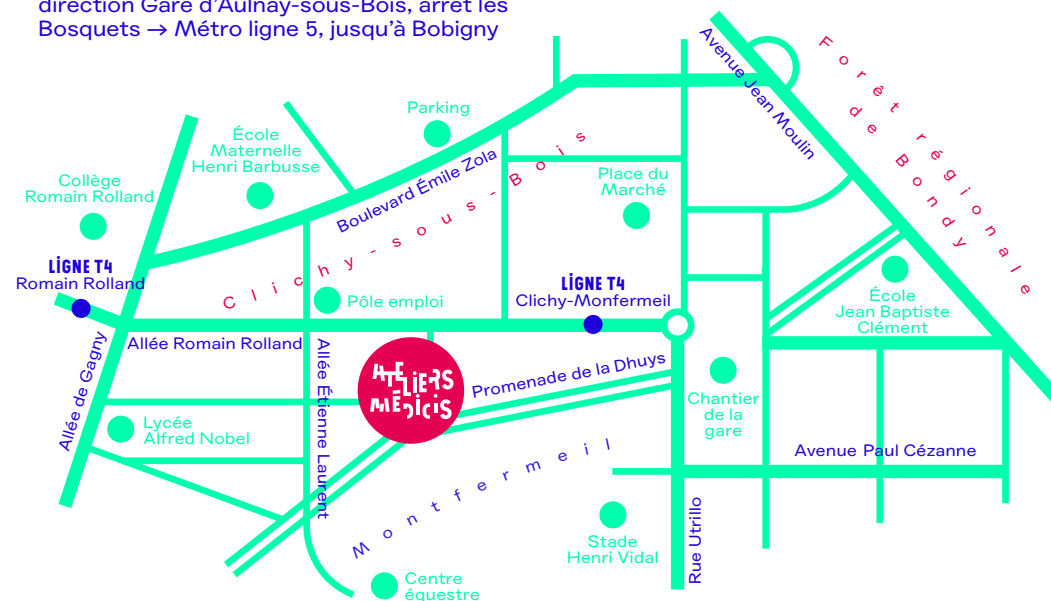 direction Gare d'Aulnay-sous-Bois, arrêt les
Bosquets → Métro ligne 5, jusqu'à Bobigny
Avenue Jean Moulin
Forêt régionale
de Bondy
Parking
École
Maternelle
Henri Barbusse
Boulevard Émile Zola
Clichy-sous-Bois
Place du
Marché
Collège
Romain Rolland
LIGNE T4
Romain Rolland
Pôle emploi
LIGNE T4
Clichy-Monfermeil
École
Jean Baptiste
Clément
Allée Romain Rolland
Allée de Gagny
Allée Étienne Laurent
ATELIERS
MÉDICIS
Promenade de la Dhuys
Chantier
de la
gare
Lycée
Alfred Nobel
Montfermeil
Avenue Paul Cézanne
Rue Utrillo
Stade
Henri Vidal
Centre
équestre